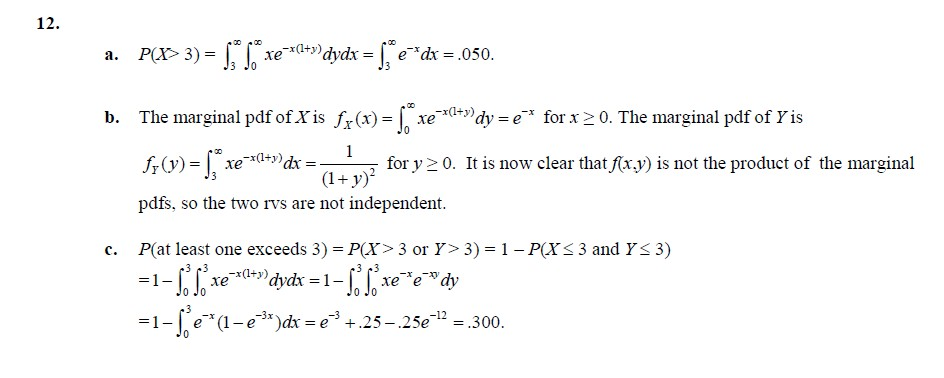 12.
a. P(X> 3) = ∫₃^∞ ∫₀^∞ xe^{-x(1+y)}dydx = ∫₃^∞ e^{-x}dx = .050.
b. The marginal pdf of X is f_X(x) = ∫₀^∞ xe^{-x(1+y)}dy = e^{-x} for x ≥ 0. The marginal pdf of Y is
f_Y(y) = ∫₃^∞ xe^{-x(1+y)}dx = 1/(1+y)² for y ≥ 0. It is now clear that f(x,y) is not the product of the marginal
pdfs, so the two rvs are not independent.
c. P(at least one exceeds 3) = P(X > 3 or Y > 3) = 1 – P(X ≤ 3 and Y ≤ 3)
=1−∫₀³∫₀³ xe^{-x(1+y)}dydx =1−∫₀³∫₀³ xe^{-x}e^{-xy}dy
=1−∫₀³ e^{-x}(1−e^{-3x})dx = e^{-3} +.25−.25e^{-12} = .300.